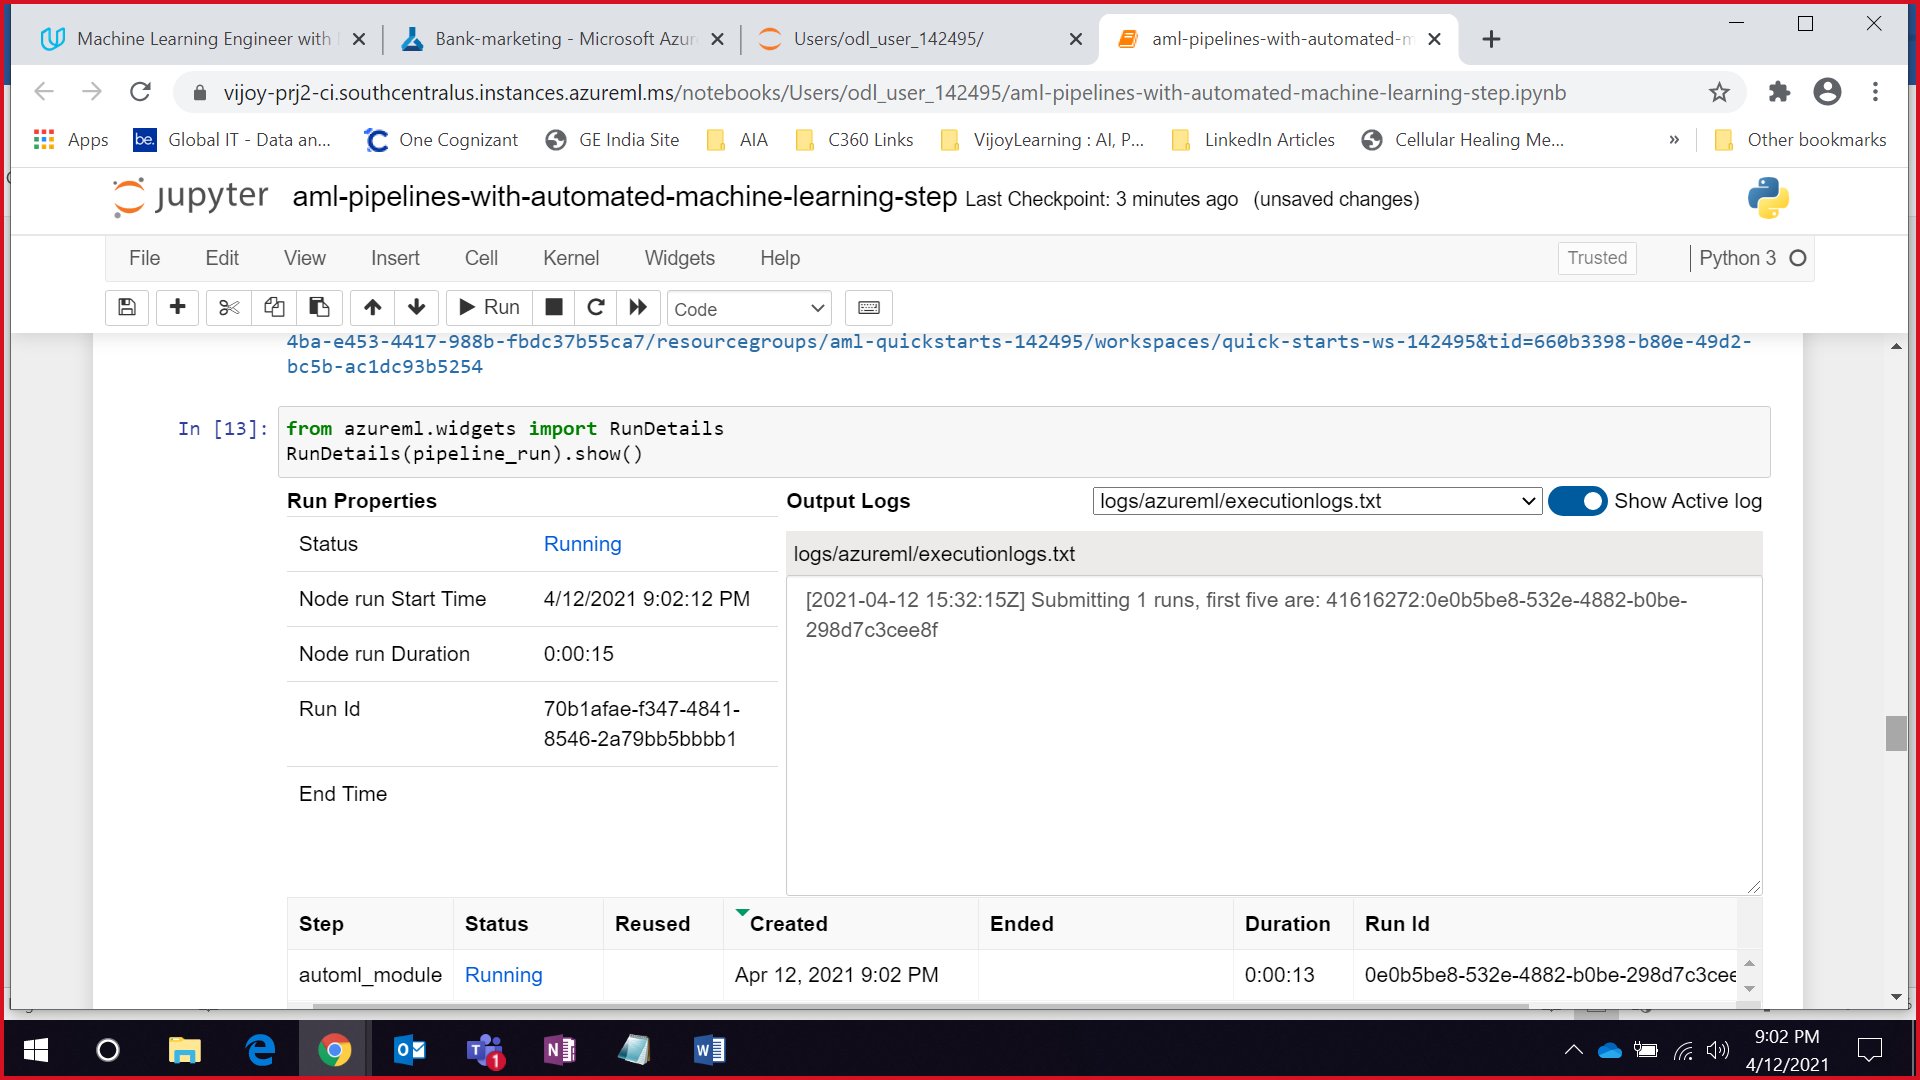 Machine Learning Engineer with
Bank-marketing - Microsoft Azur
Users/odl_user_142495/
aml-pipelines-with-automated-m
vijoy-prj2-ci.southcentralus.instances.azureml.ms/notebooks/Users/odl_user_142495/aml-pipelines-with-automated-machine-learning-step.ipynb
Apps
be.
Global IT - Data an...
One Cognizant
GE India Site
AIA
C360 Links
VijoyLearning : AI, P...
LinkedIn Articles
Cellular Healing Me...
»
Other bookmarks
jupyter
aml-pipelines-with-automated-machine-learning-step Last Checkpoint: 3 minutes ago (unsaved changes)
File Edit View Insert Cell Kernel Widgets Help
Trusted
Python 3
Run
Code
4ba-e453-4417-988b-fbdc37b55ca7/resourcegroups/aml-quickstarts-142495/workspaces/quick-starts-ws-142495&tid=660b3398-b80e-49d2-
bc5b-ac1dc93b5254
In [13]:
from azureml.widgets import RunDetails
RunDetails(pipeline_run).show()
Run Properties
Status Running
Node run Start Time 4/12/2021 9:02:12 PM
Node run Duration 0:00:15
Run Id 70b1afae-f347-4841-
8546-2a79bb5bbbb1
End Time
Output Logs
logs/azureml/executionlogs.txt
Show Active log
logs/azureml/executionlogs.txt
[2021-04-12 15:32:15Z] Submitting 1 runs, first five are: 41616272:0e0b5be8-532e-4882-b0be-
298d7c3cee8f
Step Status Reused Created Ended Duration Run Id
automl_module Running Apr 12, 2021 9:02 PM 0:00:13 0e0b5be8-532e-4882-b0be-298d7c3cee
1
9:02 PM
4/12/2021